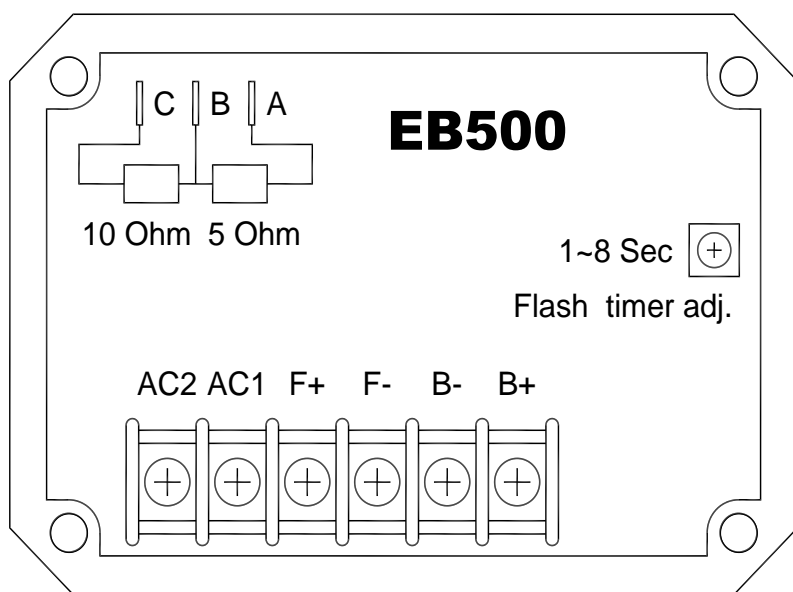 C B A
EB500
10 Ohm 5 Ohm
1~8 Sec
Flash timer adj.
AC2 AC1 F+ F- B- B+